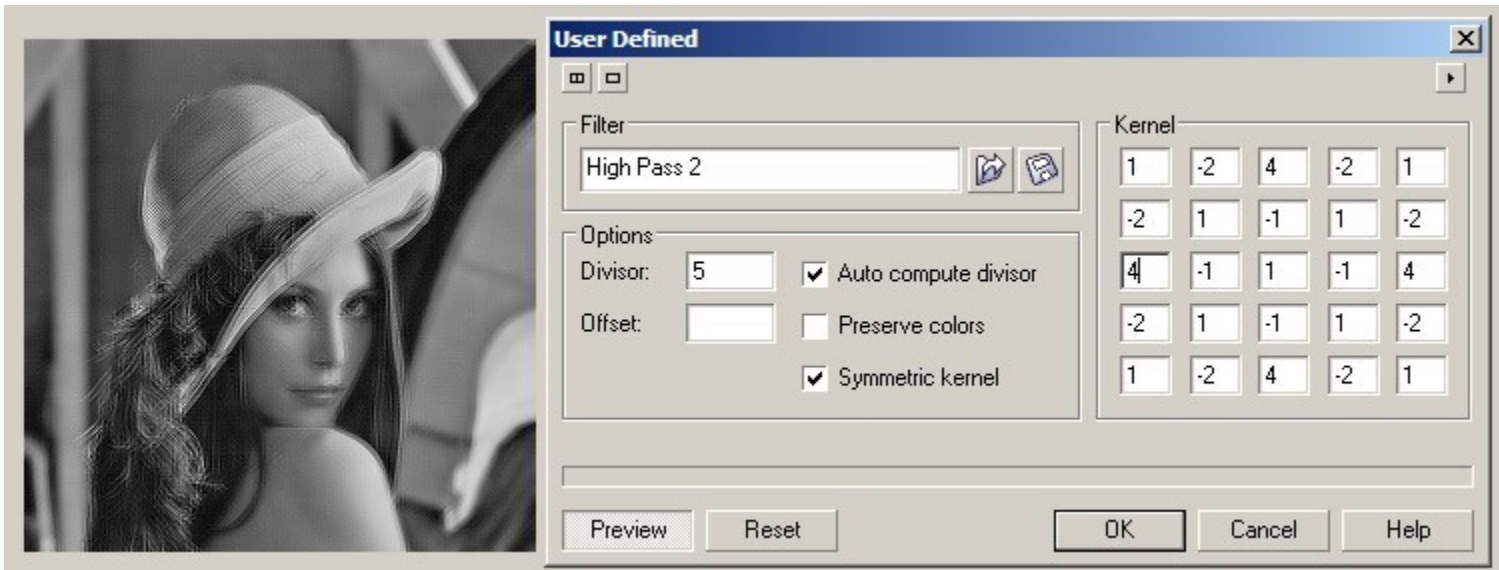 User Defined
Filter
High Pass 2
Options
Divisor: 5 Auto compute divisor
Offset: Preserve colors
Symmetric kernel
Kernel
1 -2 4 -2 1
-2 1 -1 1 -2
4 -1 1 -1 4
-2 1 -1 1 -2
1 -2 4 -2 1
Preview Reset OK Cancel Help